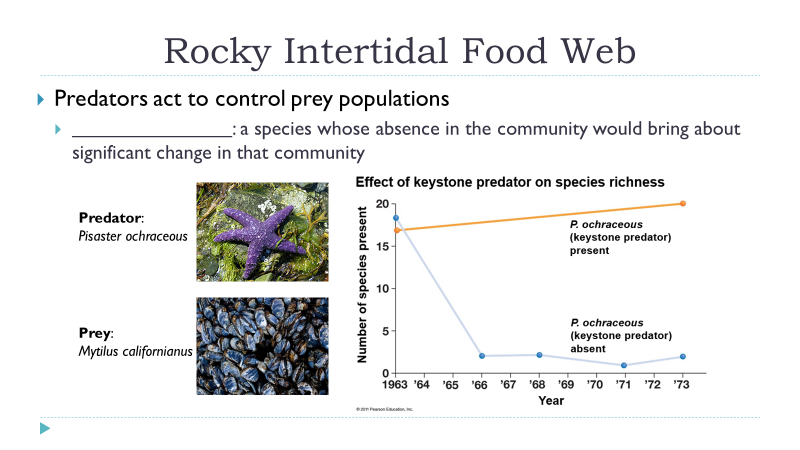 Rocky Intertidal Food Web
Predators act to control prey populations
________________: a species whose absence in the community would bring about
significant change in that community
Predator:
Pisaster ochraceous
Prey:
Mytilus californianus
Effect of keystone predator on species richness
Number of species present
20
15
10
5
0
P. ochraceous
(keystone predator)
present
P. ochraceous
(keystone predator)
absent
1963 '64 '65 '66 '67 '68 '69 '70 '71 '72 '73
Year
© 2011 Pearson Education, Inc.